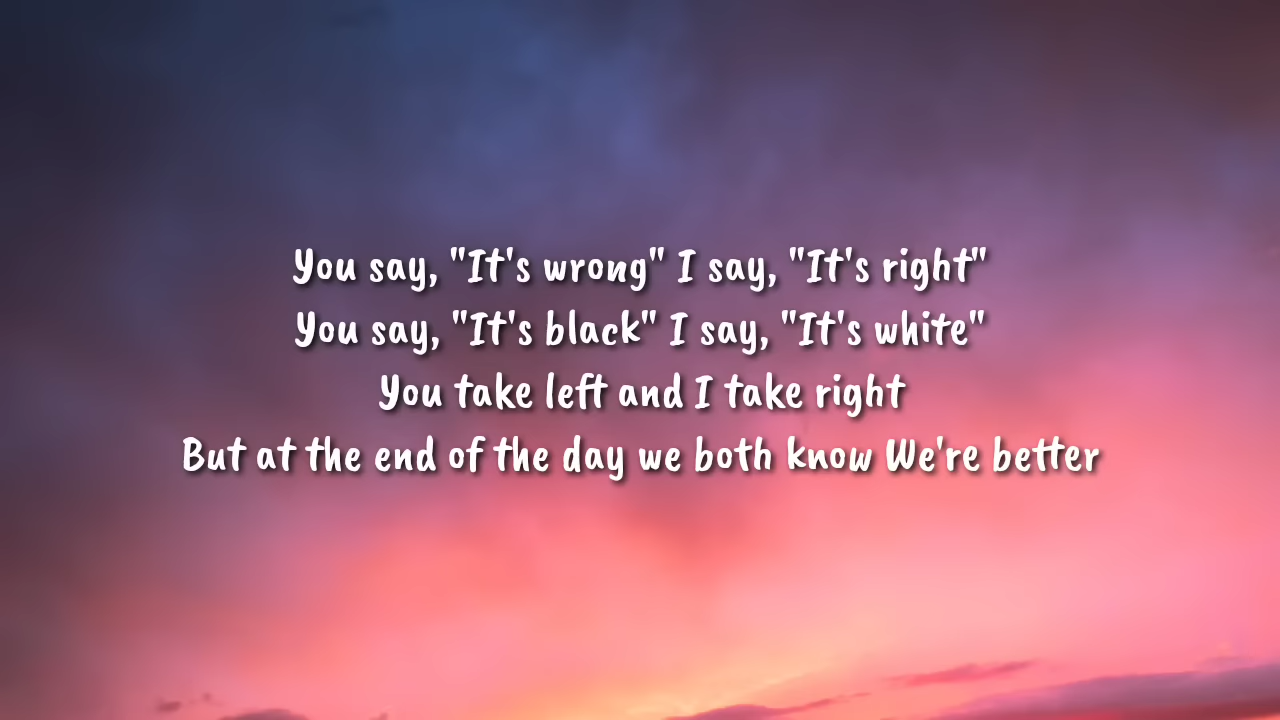 You say, "It's wrong" I say, "It's right"
You say, "It's black" I say, "It's white"
You take left and I take right
But at the end of the day we both know We're better